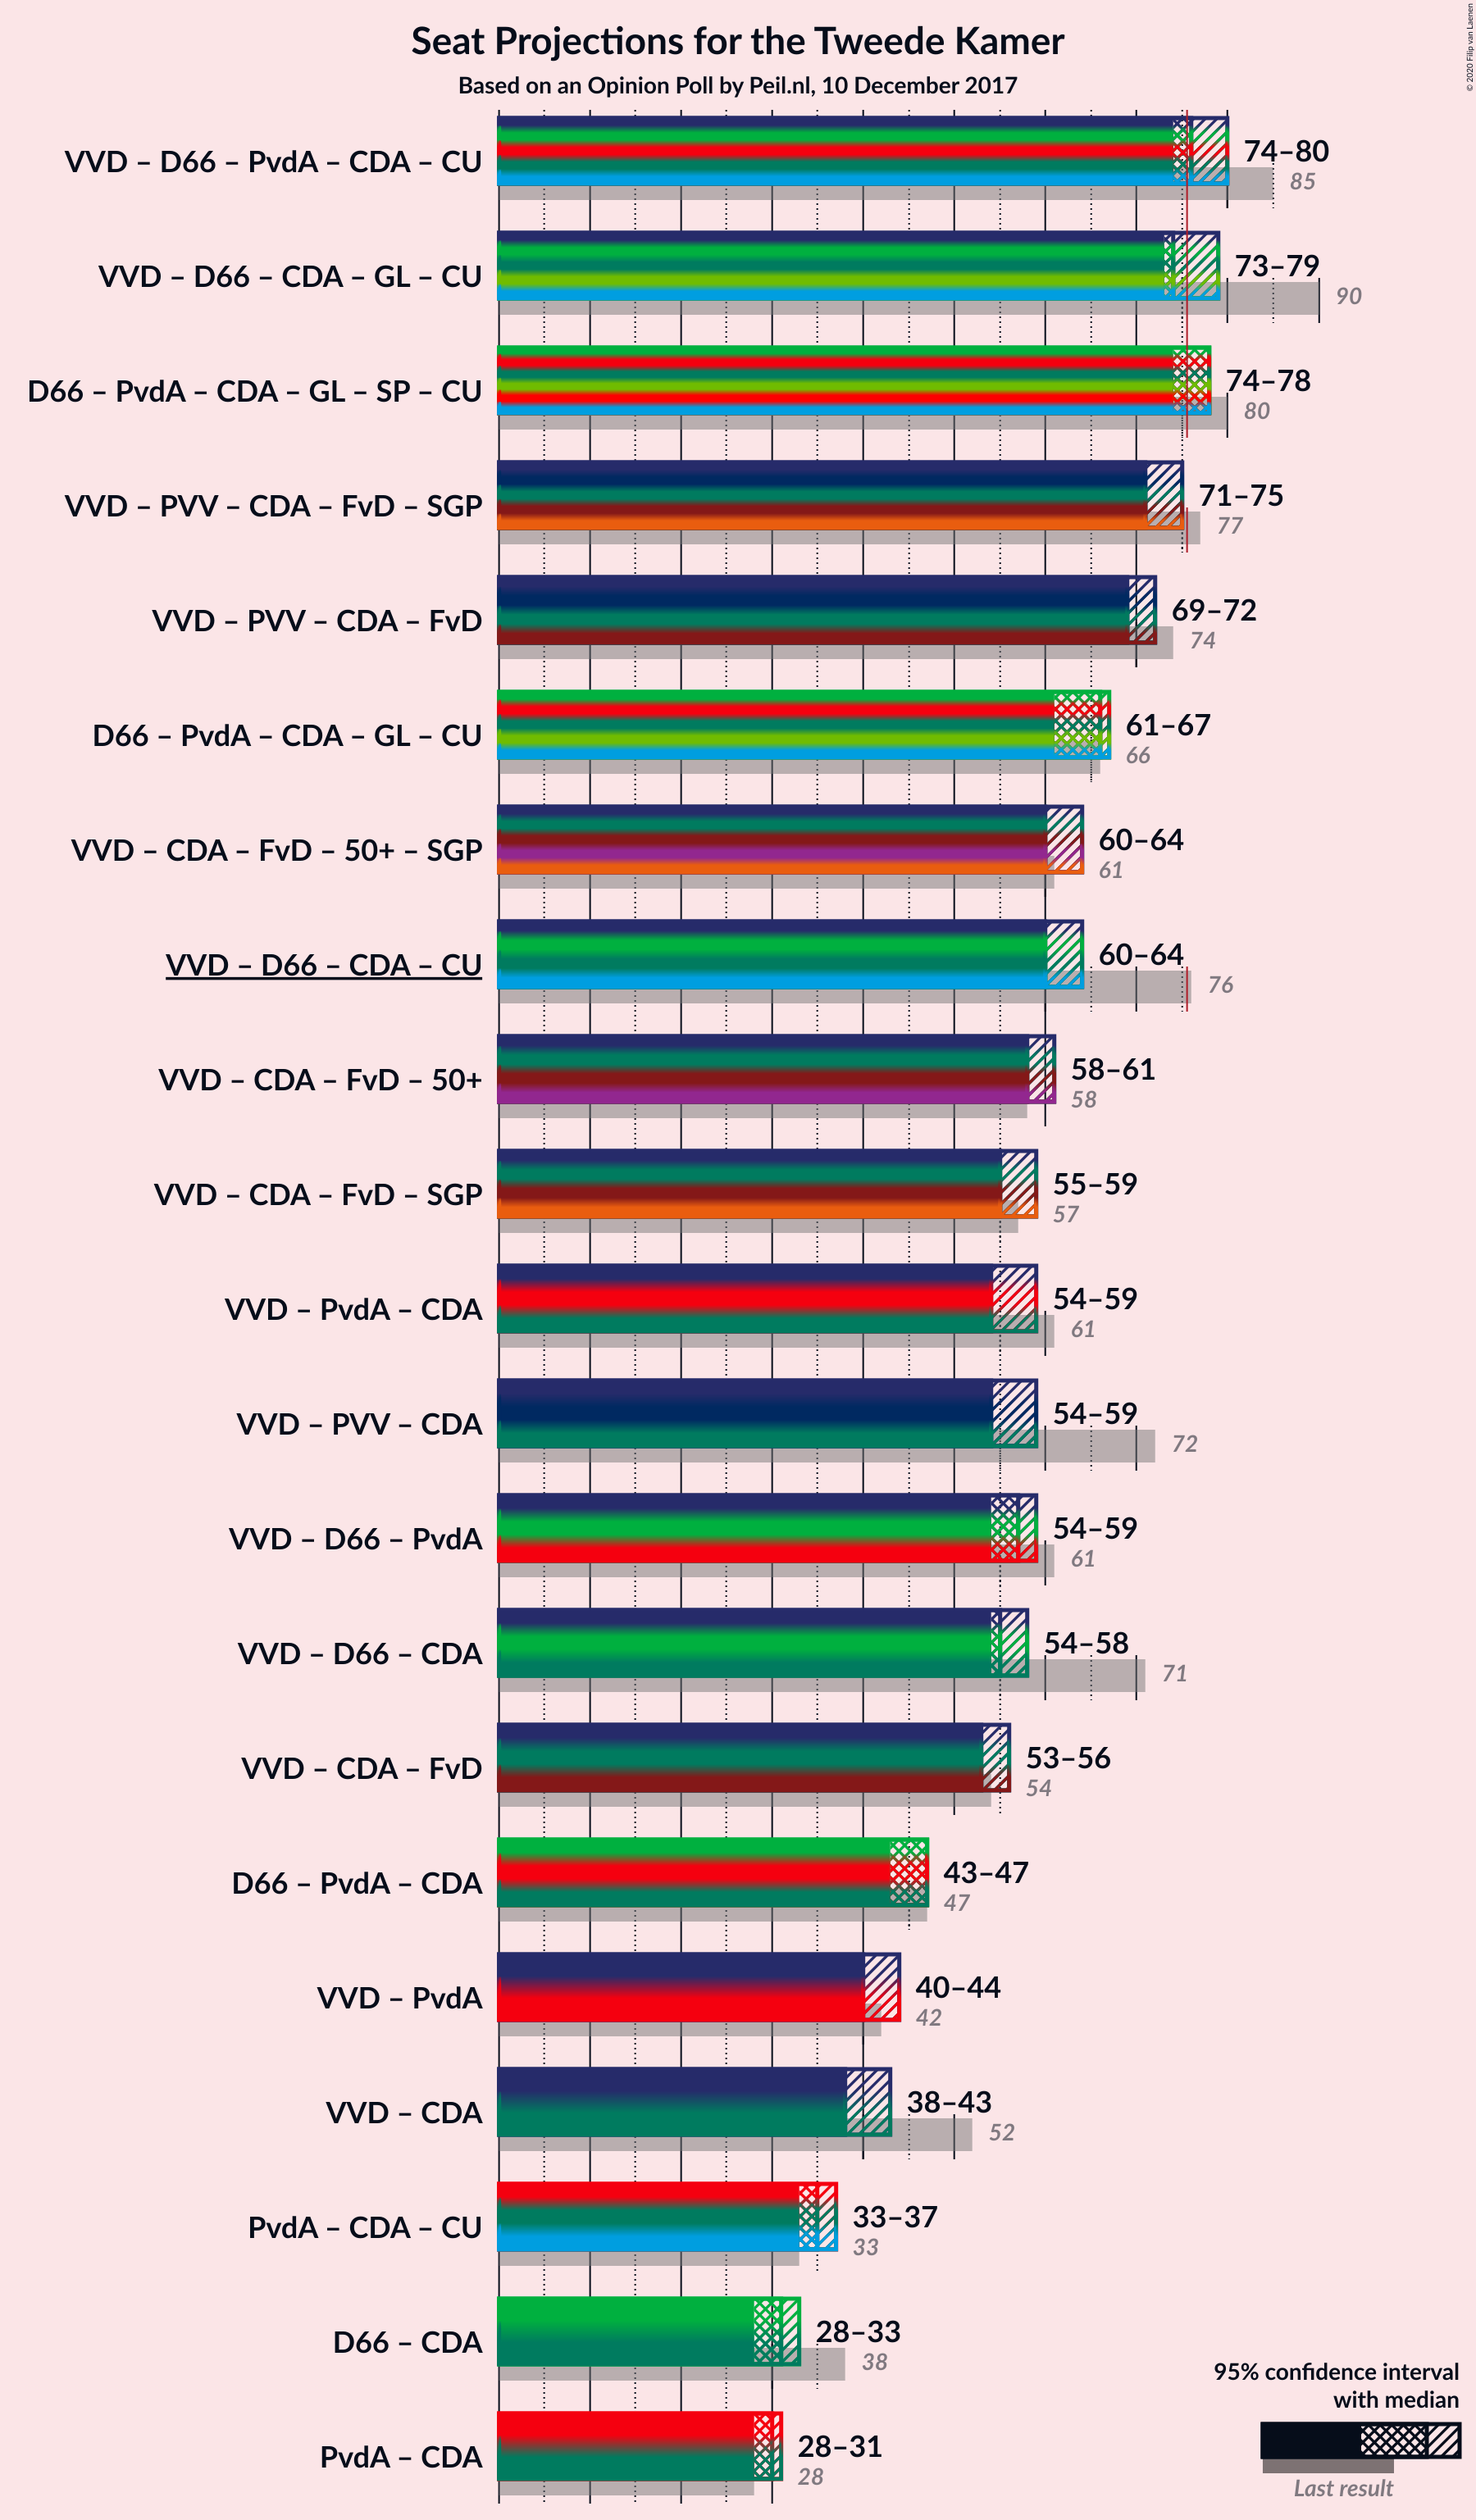 © 2020 Filip van Laenen
Seat Projections for the Tweede Kamer
Based on an Opinion Poll by Peil.nl, 10 December 2017
VVD – D66 – PvdA – CDA – CU
74–80
85
VVD – D66 – CDA – GL – CU
73–79
90
D66 – PvdA – CDA – GL – SP – CU
74–78
80
VVD – PVV – CDA – FvD – SGP
71–75
77
VVD – PVV – CDA – FvD
69–72
74
D66 – PvdA – CDA – GL – CU
61–67
66
VVD – CDA – FvD – 50+ – SGP
60–64
61
VVD – D66 – CDA – CU
60–64
76
VVD – CDA – FvD – 50+
58–61
58
VVD – CDA – FvD – SGP
55–59
57
VVD – PvdA – CDA
54–59
61
VVD – PVV – CDA
54–59
72
VVD – D66 – PvdA
54–59
61
VVD – D66 – CDA
54–58
71
VVD – CDA – FvD
53–56
54
D66 – PvdA – CDA
43–47
47
VVD – PvdA
40–44
42
VVD – CDA
38–43
52
PvdA – CDA – CU
33–37
33
D66 – CDA
28–33
38
PvdA – CDA
28–31
28
95% confidence interval
with median
Last result